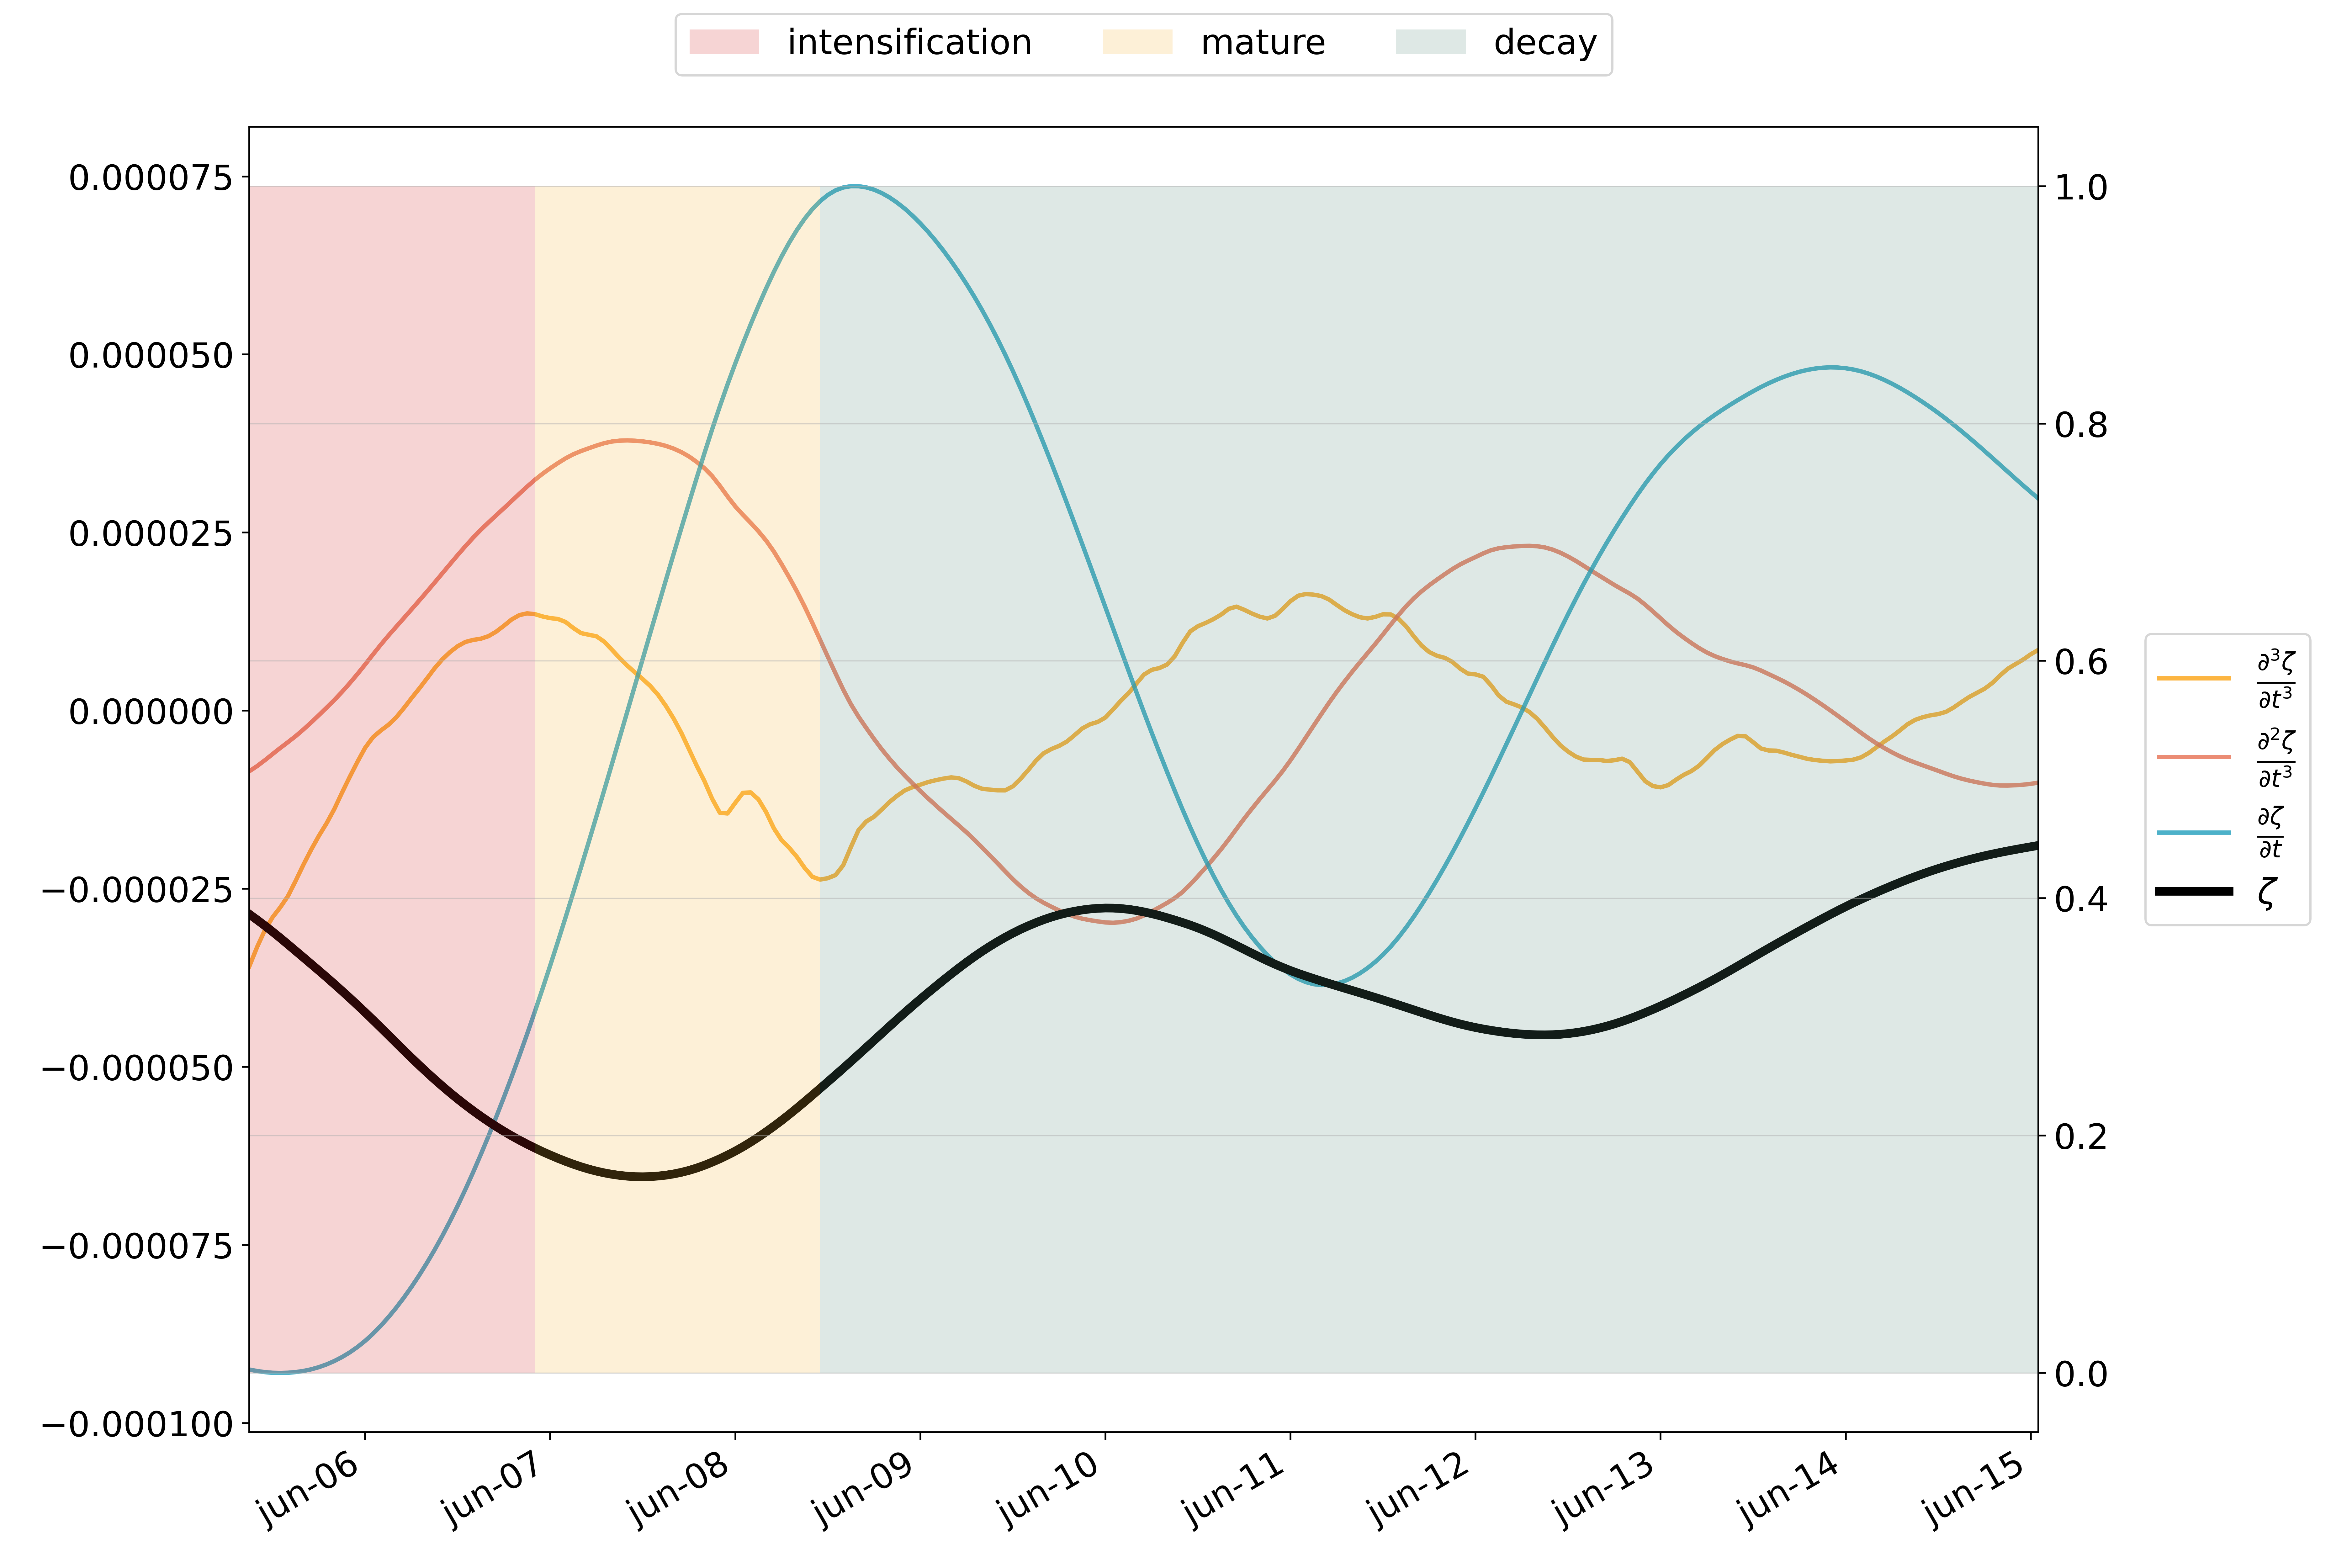 intensification mature decay
0.000075
0.000050
0.000025
0.000000
−0.000025
−0.000050
−0.000075
−0.000100
1.0
0.8
0.6
0.4
0.2
0.0
∂³ζ
∂t³
∂²ζ
∂t³
∂ζ
∂t
ζ
jun-06 jun-07 jun-08 jun-09 jun-10 jun-11 jun-12 jun-13 jun-14 jun-15